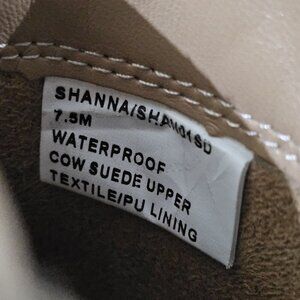 SHANNA/SHAN01SD
7.5M
WATERPROOF
COW SUEDE UPPER
TEXTILE/PU LINING